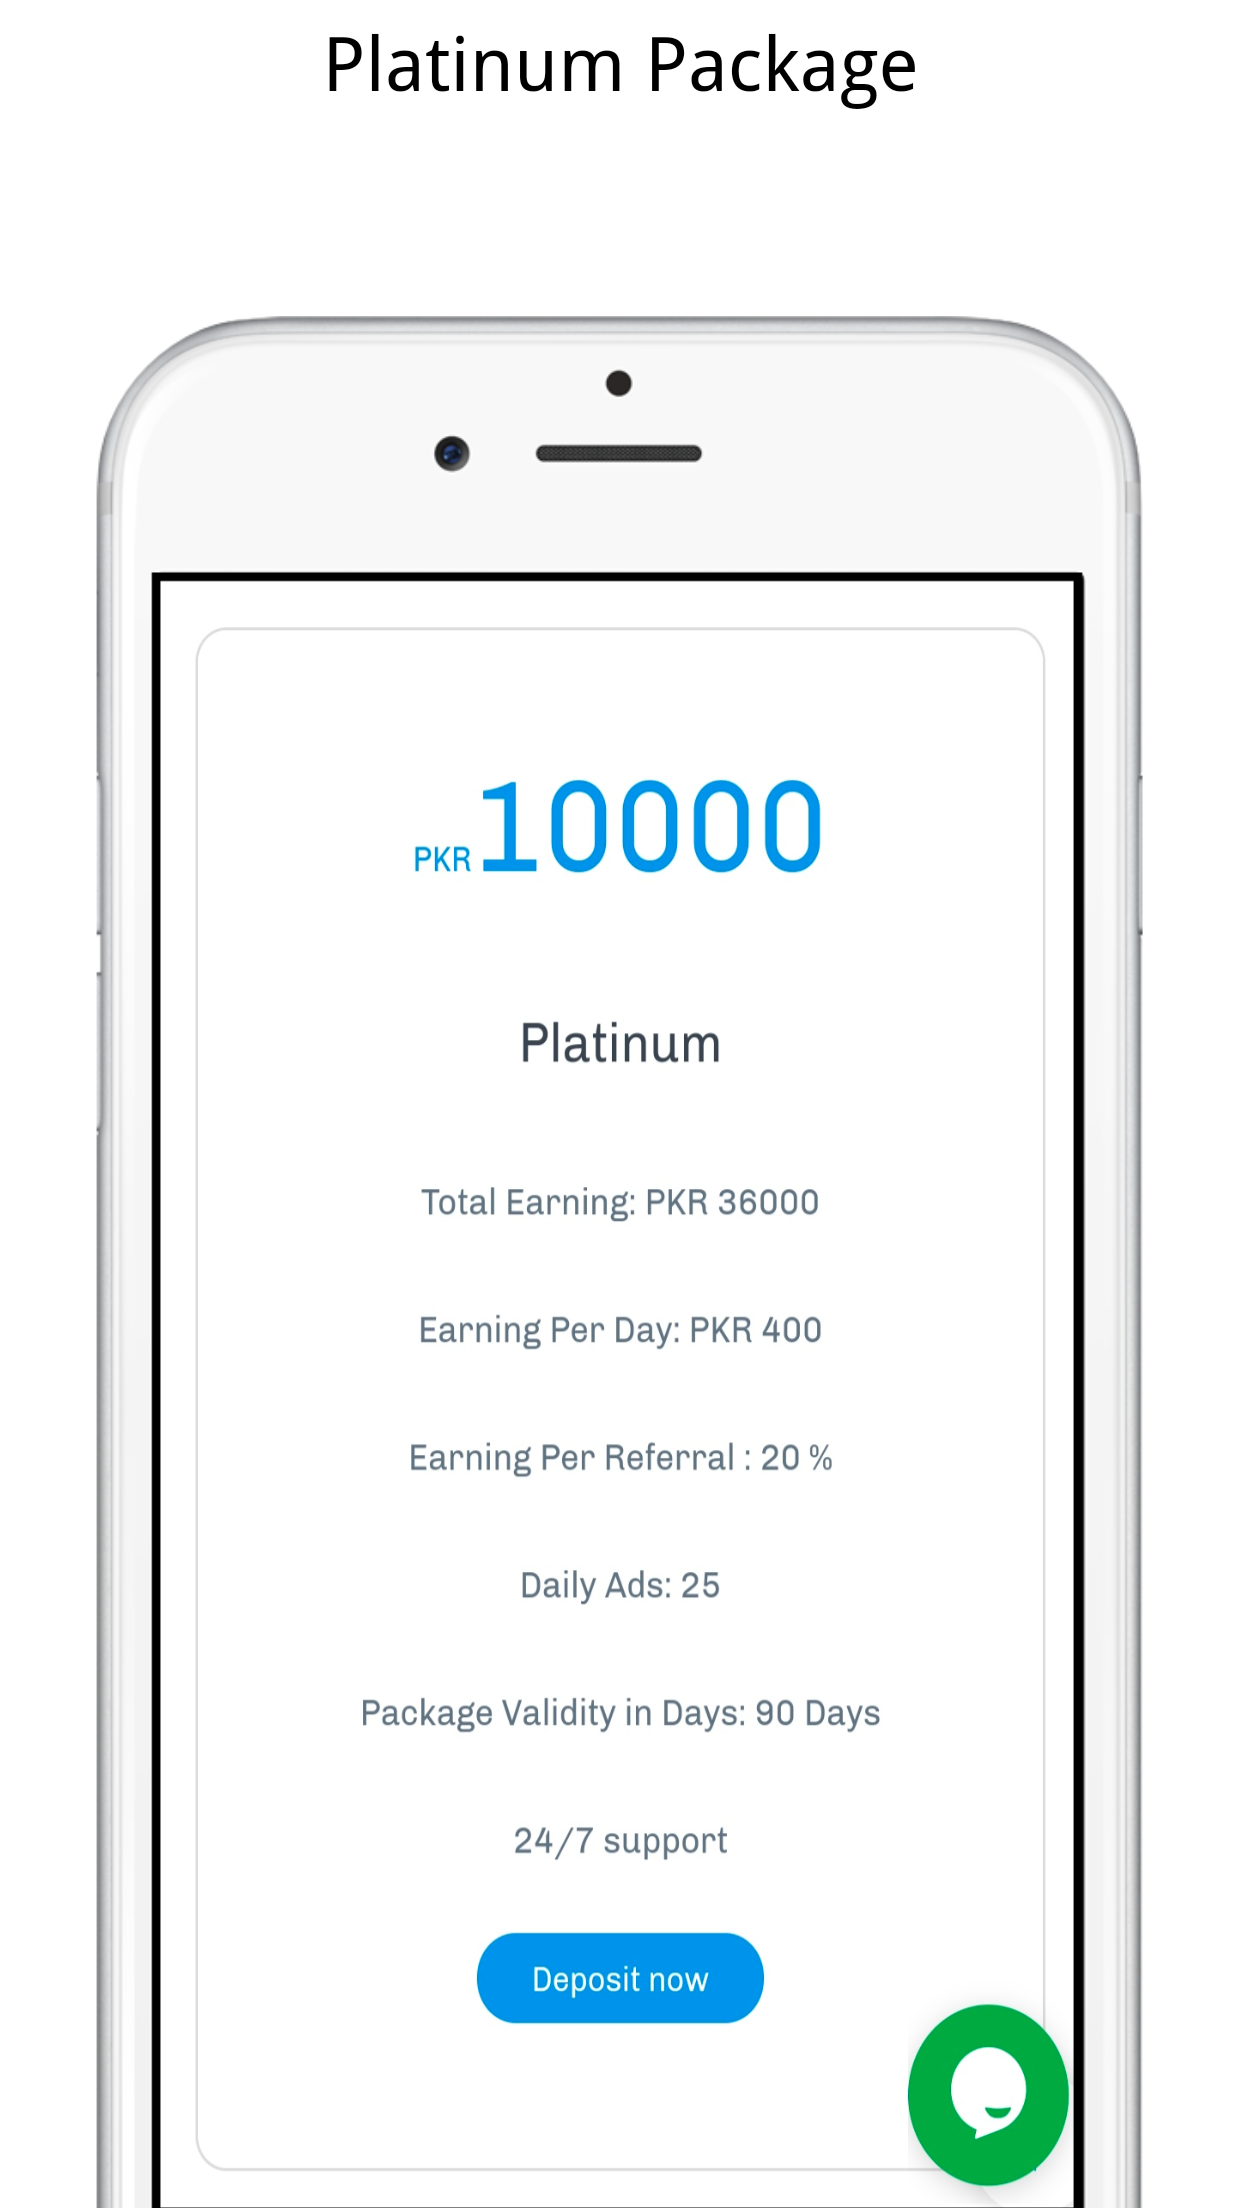 Platinum Package
PKR 10000
Platinum
Total Earning: PKR 36000
Earning Per Day: PKR 400
Earning Per Referral : 20 %
Daily Ads: 25
Package Validity in Days: 90 Days
24/7 support
Deposit now